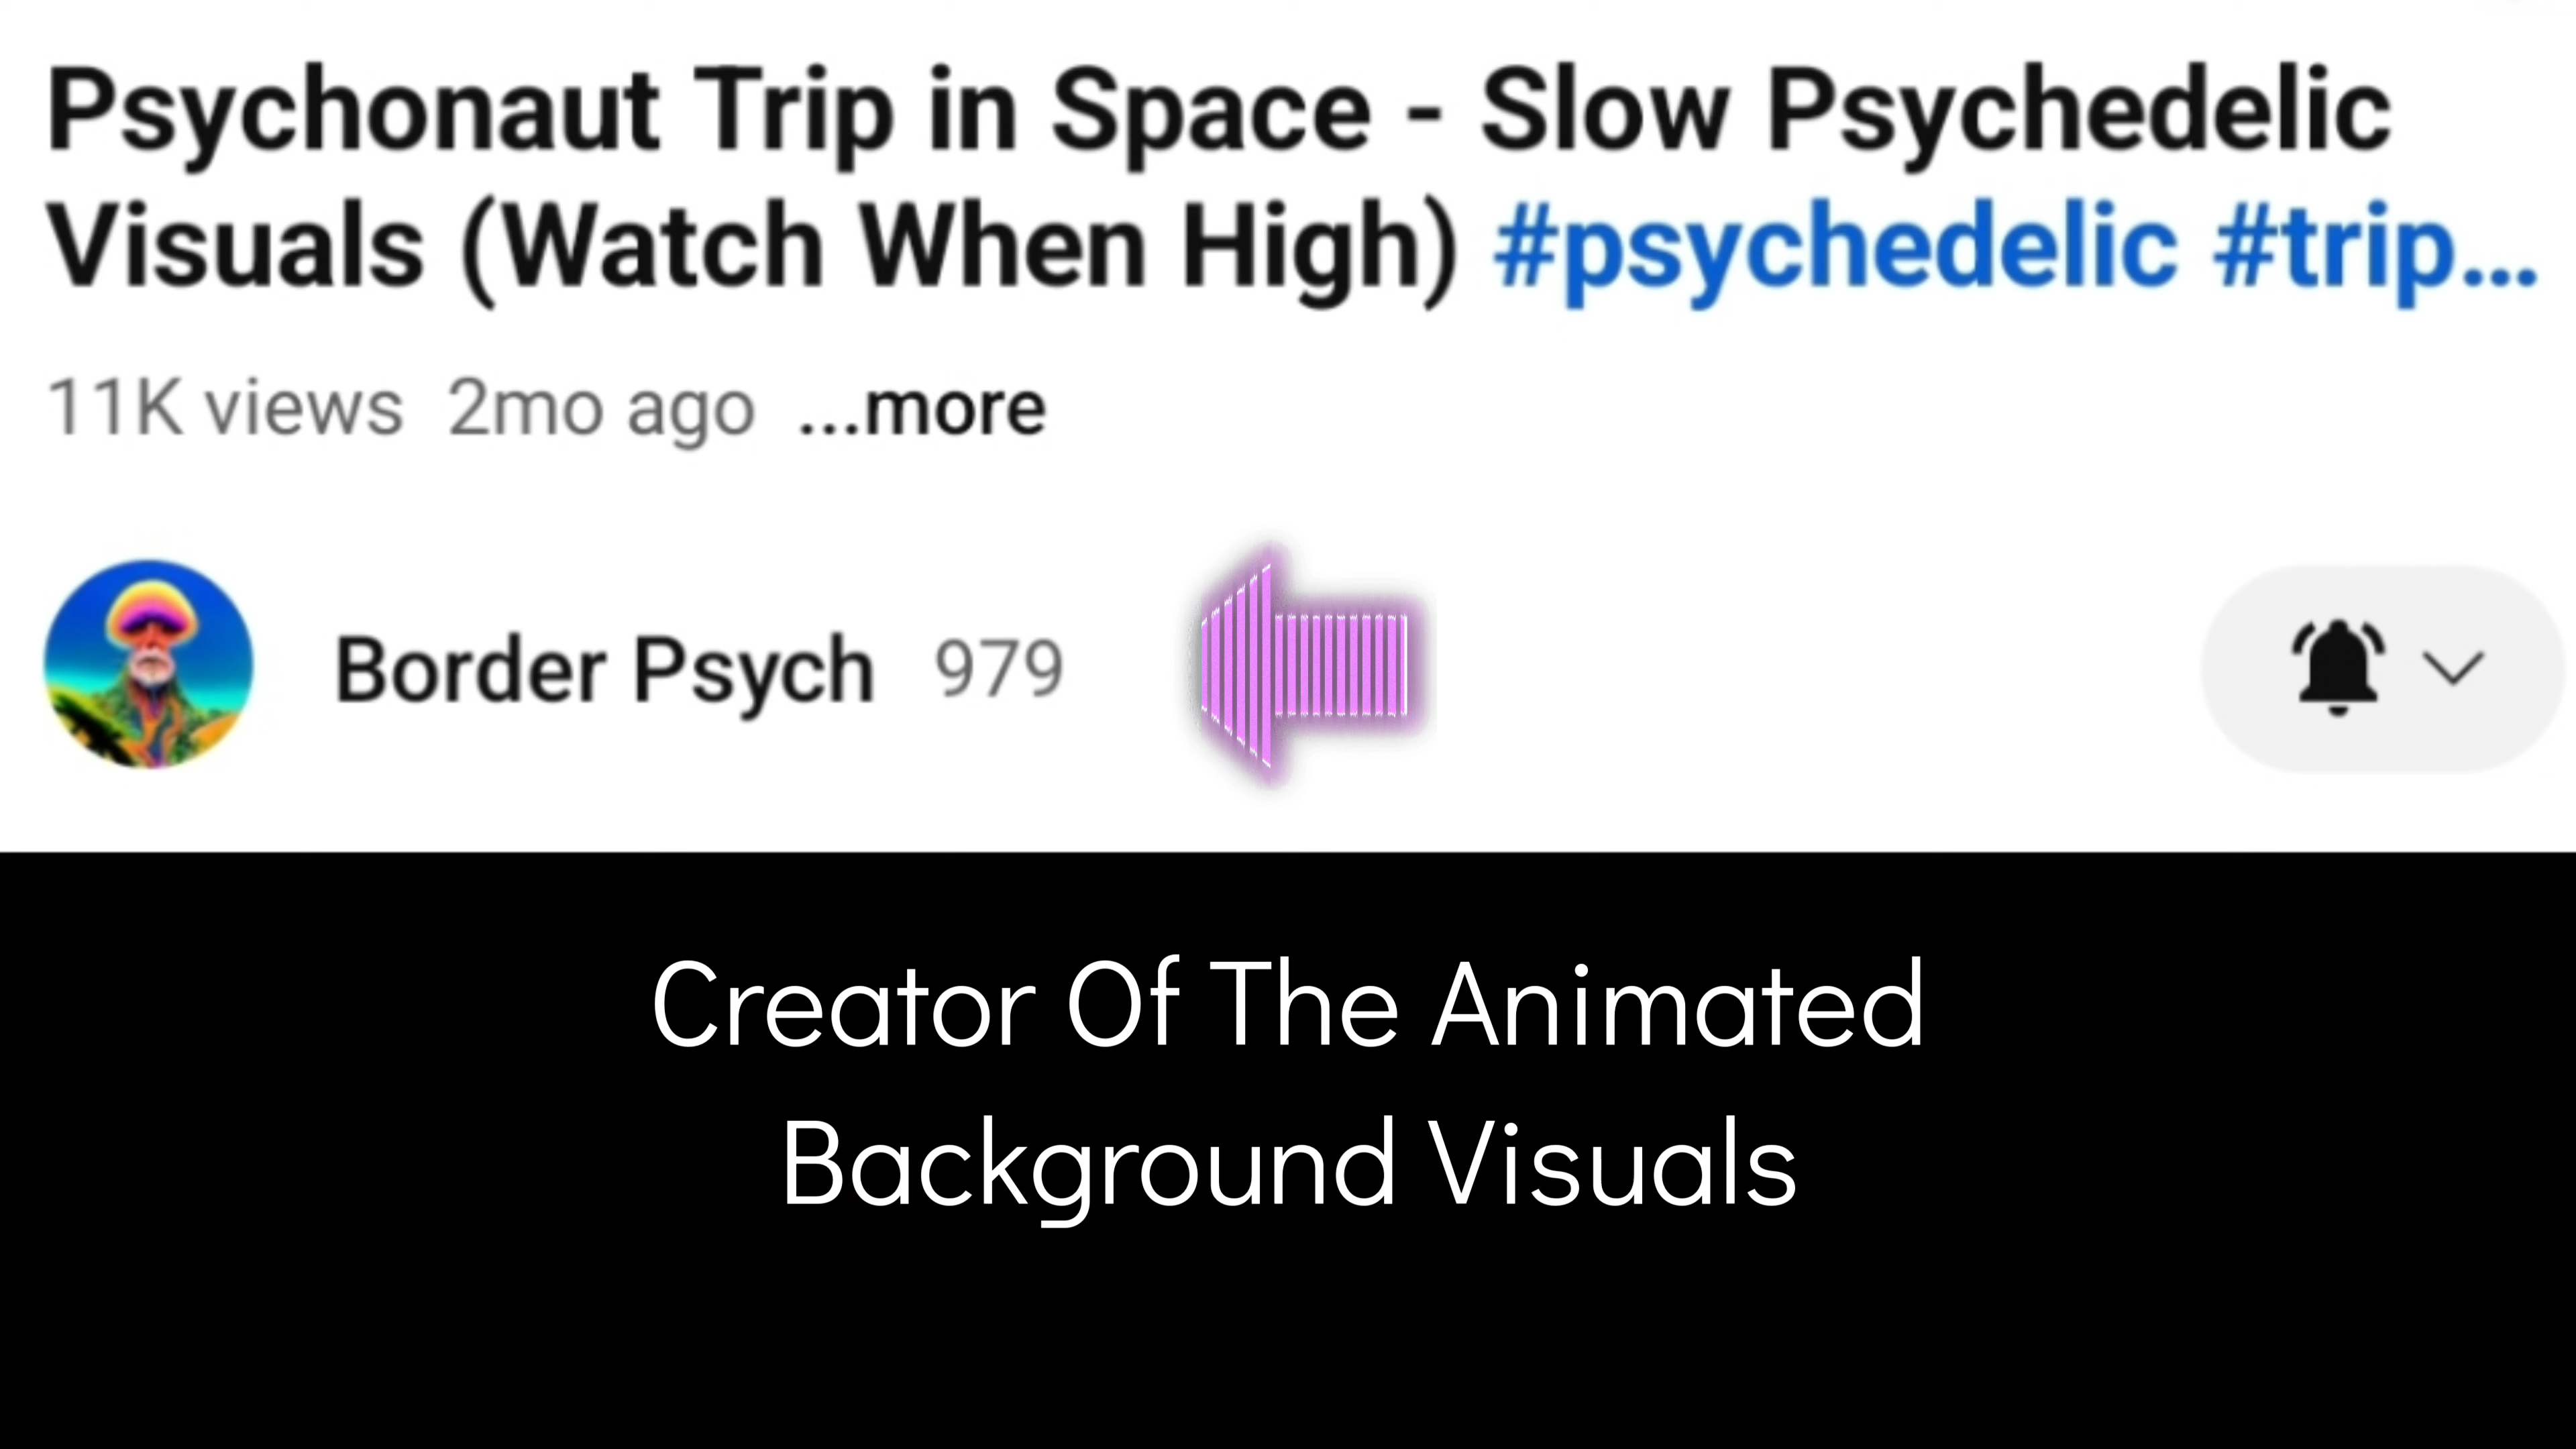 Psychonaut Trip in Space - Slow Psychedelic
Visuals (Watch When High) #psychedelic #trip...
11K views 2mo ago ...more
Border Psych 979
Creator Of The Animated
Background Visuals